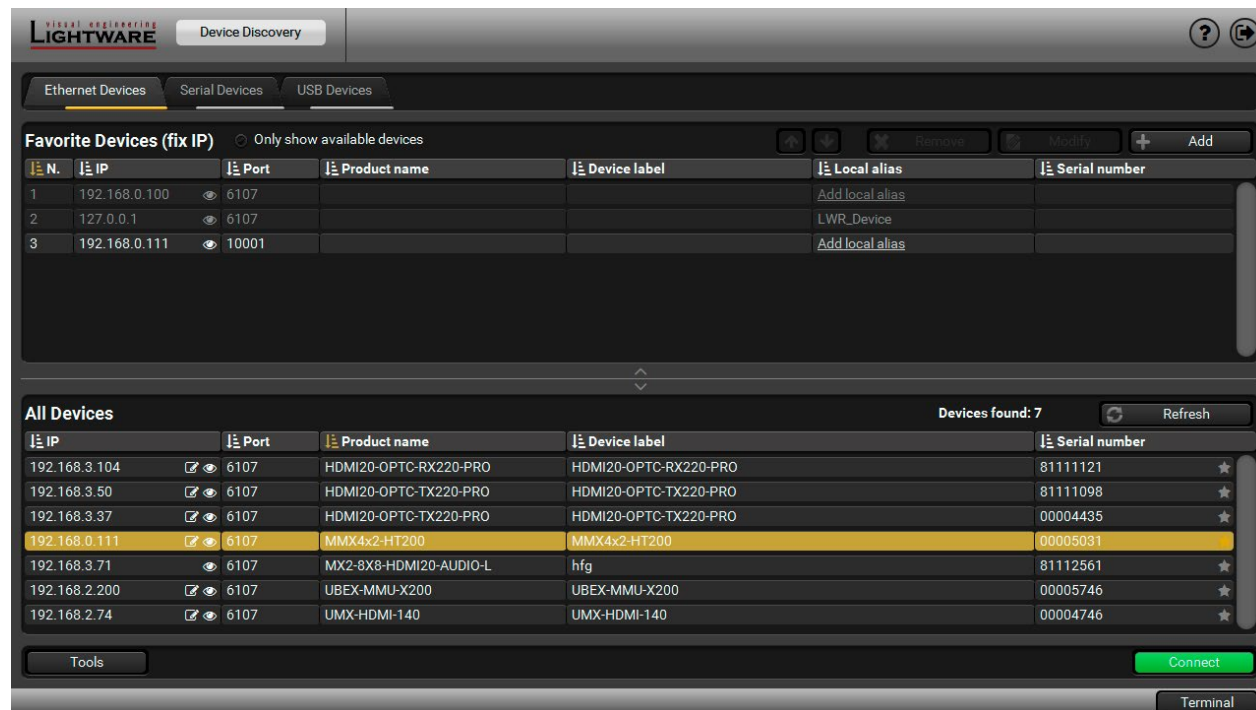 visual engineering
LIGHTWARE
Device Discovery
?
Ethernet Devices Serial Devices USB Devices
Favorite Devices (fix IP) Only show available devices Remove Modify Add
N. IP Port Product name Device label Local alias Serial number
1 192.168.0.100 6107 Add local alias
2 127.0.0.1 6107 LWR_Device
3 192.168.0.111 10001 Add local alias
All Devices Devices found: 7 Refresh
IP Port Product name Device label Serial number
192.168.3.104 6107 HDMI20-OPTC-RX220-PRO HDMI20-OPTC-RX220-PRO 81111121
192.168.3.50 6107 HDMI20-OPTC-TX220-PRO HDMI20-OPTC-TX220-PRO 81111098
192.168.3.37 6107 HDMI20-OPTC-TX220-PRO HDMI20-OPTC-TX220-PRO 00004435
192.168.0.111 6107 MMX4x2-HT200 MMX4x2-HT200 00005031
192.168.3.71 6107 MX2-8X8-HDMI20-AUDIO-L hfg 81112561
192.168.2.200 6107 UBEX-MMU-X200 UBEX-MMU-X200 00005746
192.168.2.74 6107 UMX-HDMI-140 UMX-HDMI-140 00004746
Tools Connect
Terminal